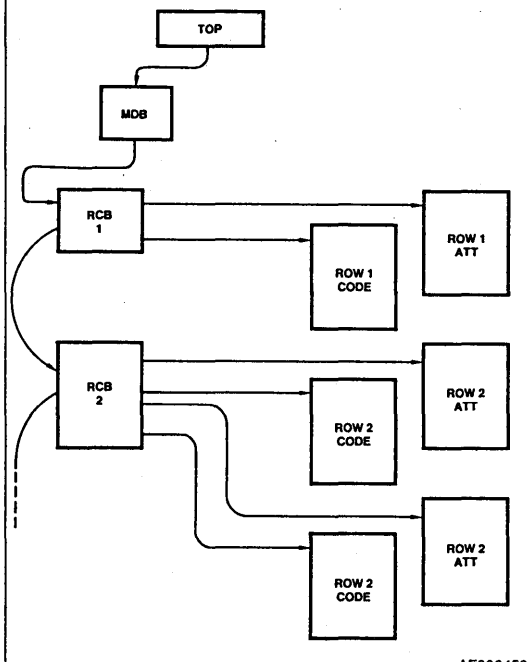 TOP
MDB
RCB
1
ROW 1
ATT
ROW 1
CODE
RCB
2
ROW 2
ATT
ROW 2
CODE
ROW 2
ATT
ROW 2
CODE